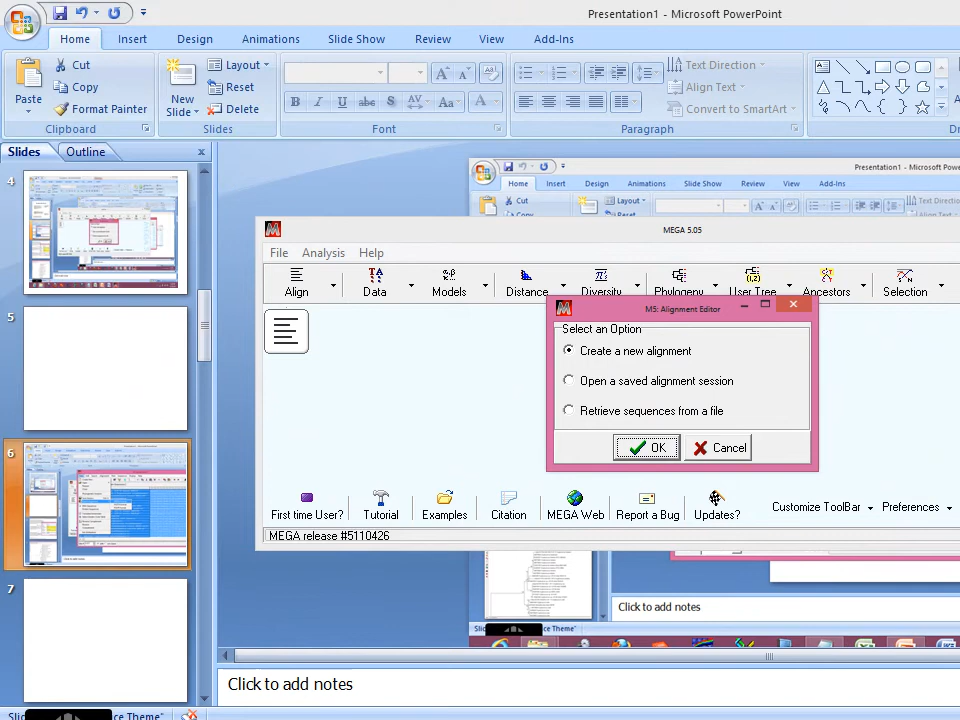 Presentation1 - Microsoft PowerPoint
Home Insert Design Animations Slide Show Review View Add-Ins
Paste
Cut
Copy
Format Painter
Clipboard
New
Slide
Layout
Reset
Delete
Slides
B I U abc S AV Aa A
Font
Text Direction
Align Text
Convert to SmartArt
Paragraph
Slides Outline x
4
5
6
7
Presentation1 - Microsoft Pow
Home Insert Design Animations Slide Show Review View Add-Ins
Cut
Layout
MEGA 5.05
File Analysis Help
Align Data Models Distance Diversity Phylogeny User Tree Ancestors Selection
M5: Alignment Editor
Select an Option
Create a new alignment
Open a saved alignment session
Retrieve sequences from a file
OK Cancel
First time User? Tutorial Examples Citation MEGA Web Report a Bug Updates? Customize ToolBar Preferences
MEGA release #5110426
Click to add notes
Click to add notes